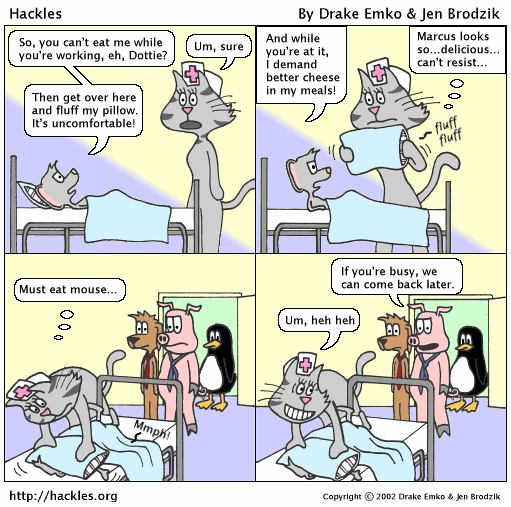 Hackles
By Drake Emko & Jen Brodzik
So, you can't eat me while
you're working, eh, Dottie?
Um, sure
Then get over here
and fluff my pillow.
It's uncomfortable!
And while
you're at it,
I demand
better cheese
in my meals!
Marcus looks
so...delicious...
can't resist...
fluff
fluff
Must eat mouse...
Mmph!
If you're busy, we
can come back later.
Um, heh heh
http://hackles.org
Copyright © 2002 Drake Emko & Jen Brodzik